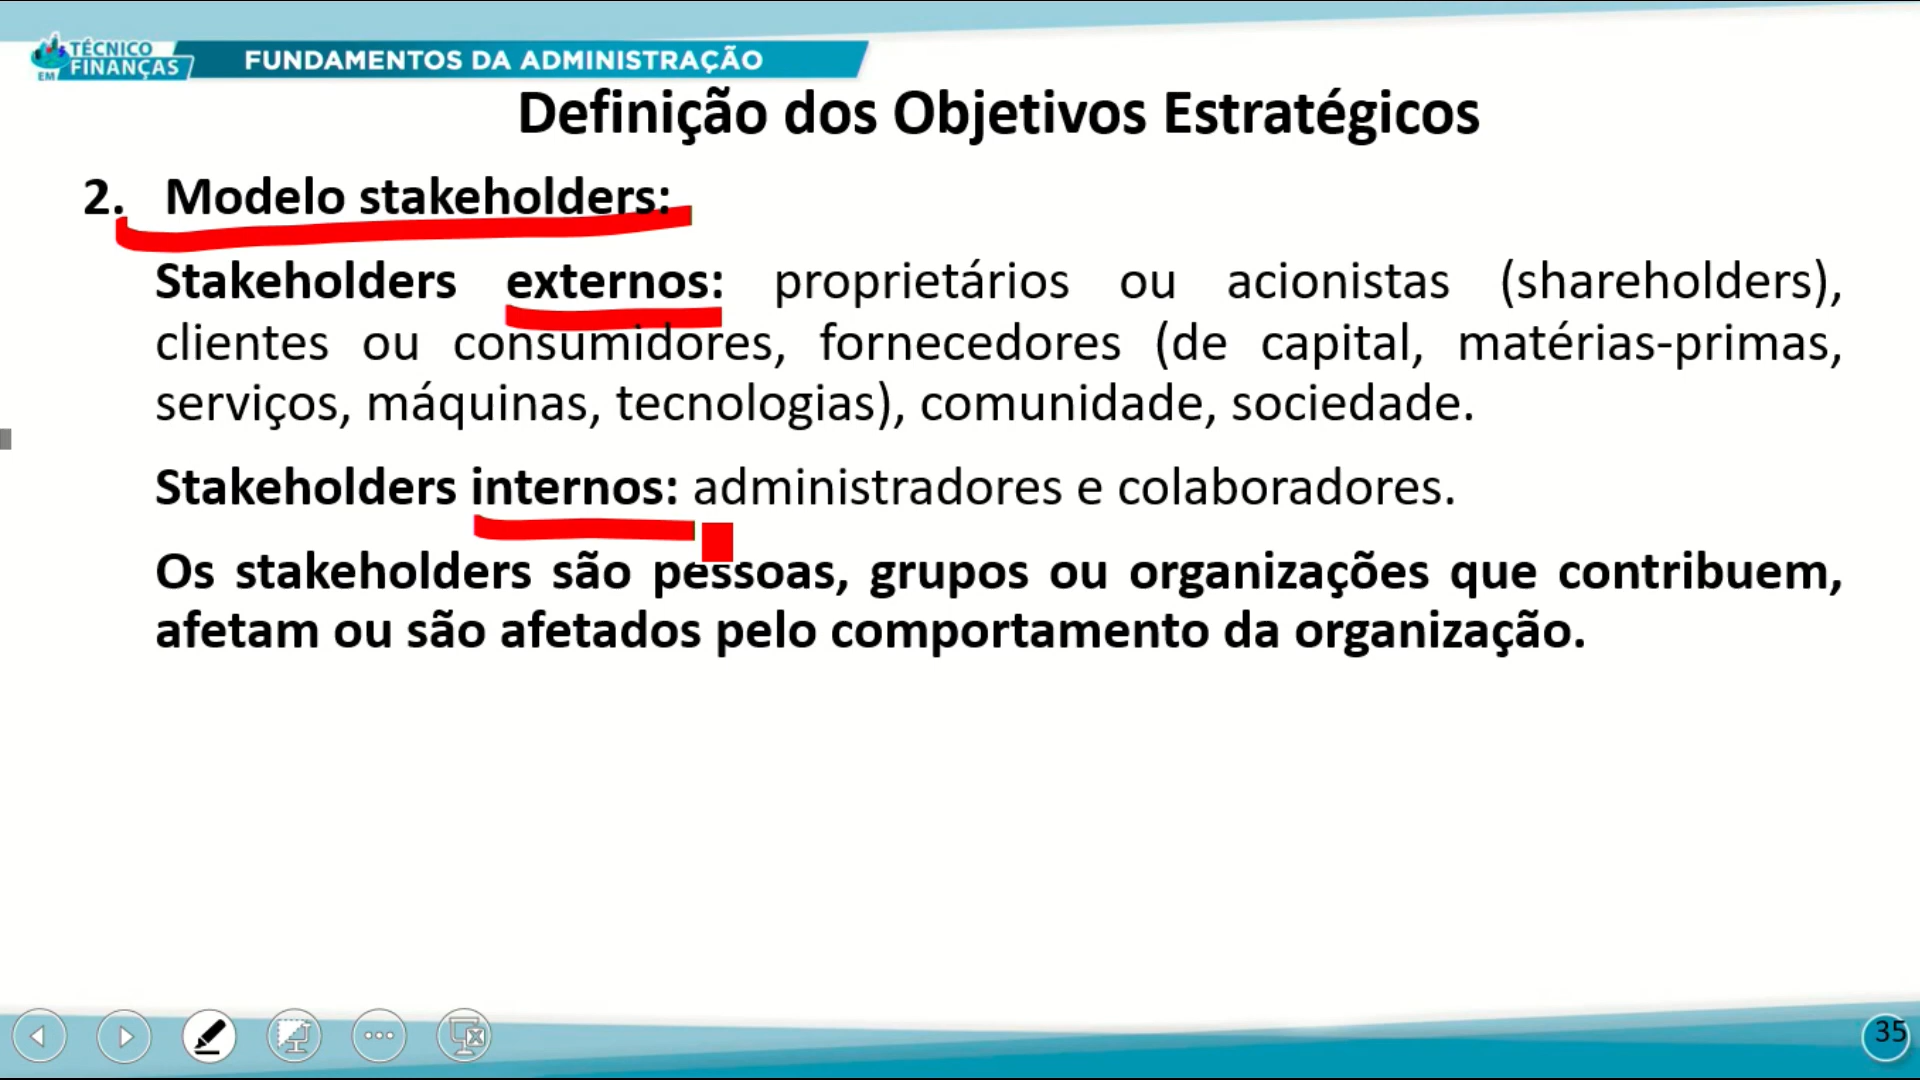 TÉCNICO
EM FINANÇAS
FUNDAMENTOS DA ADMINISTRAÇÃO
Definição dos Objetivos Estratégicos
2. Modelo stakeholders:
Stakeholders externos: proprietários ou acionistas (shareholders),
clientes ou consumidores, fornecedores (de capital, matérias-primas,
serviços, máquinas, tecnologias), comunidade, sociedade.
Stakeholders internos: administradores e colaboradores.
Os stakeholders são pessoas, grupos ou organizações que contribuem,
afetam ou são afetados pelo comportamento da organização.
35